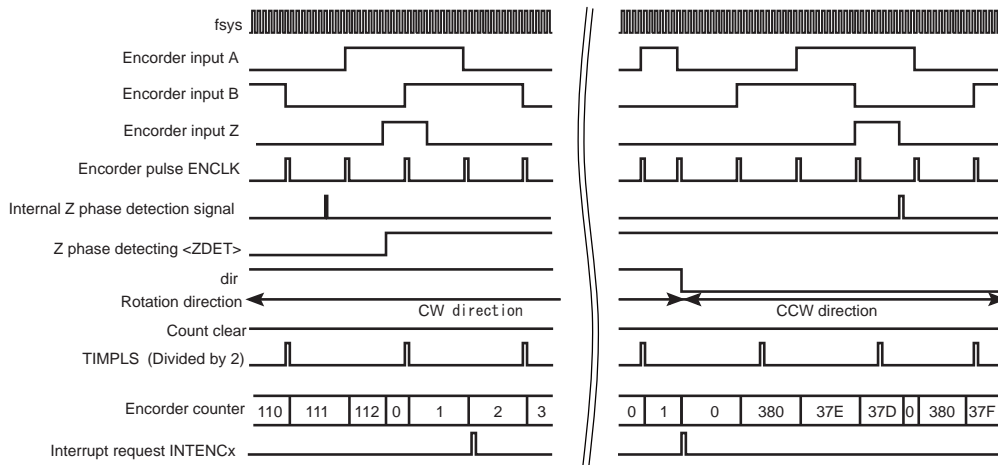 fsys
Encorder input A
Encorder input B
Encorder input Z
Encorder pulse ENCLK
Internal Z phase detection signal
Z phase detecting <ZDET>
dir
Rotation direction CW direction CCW direction
Count clear
TIMPLS (Divided by 2)
Encorder counter 110 111 112 0 1 2 3 0 1 0 380 37E 37D 0 380 37F
Interrupt request INTENCx